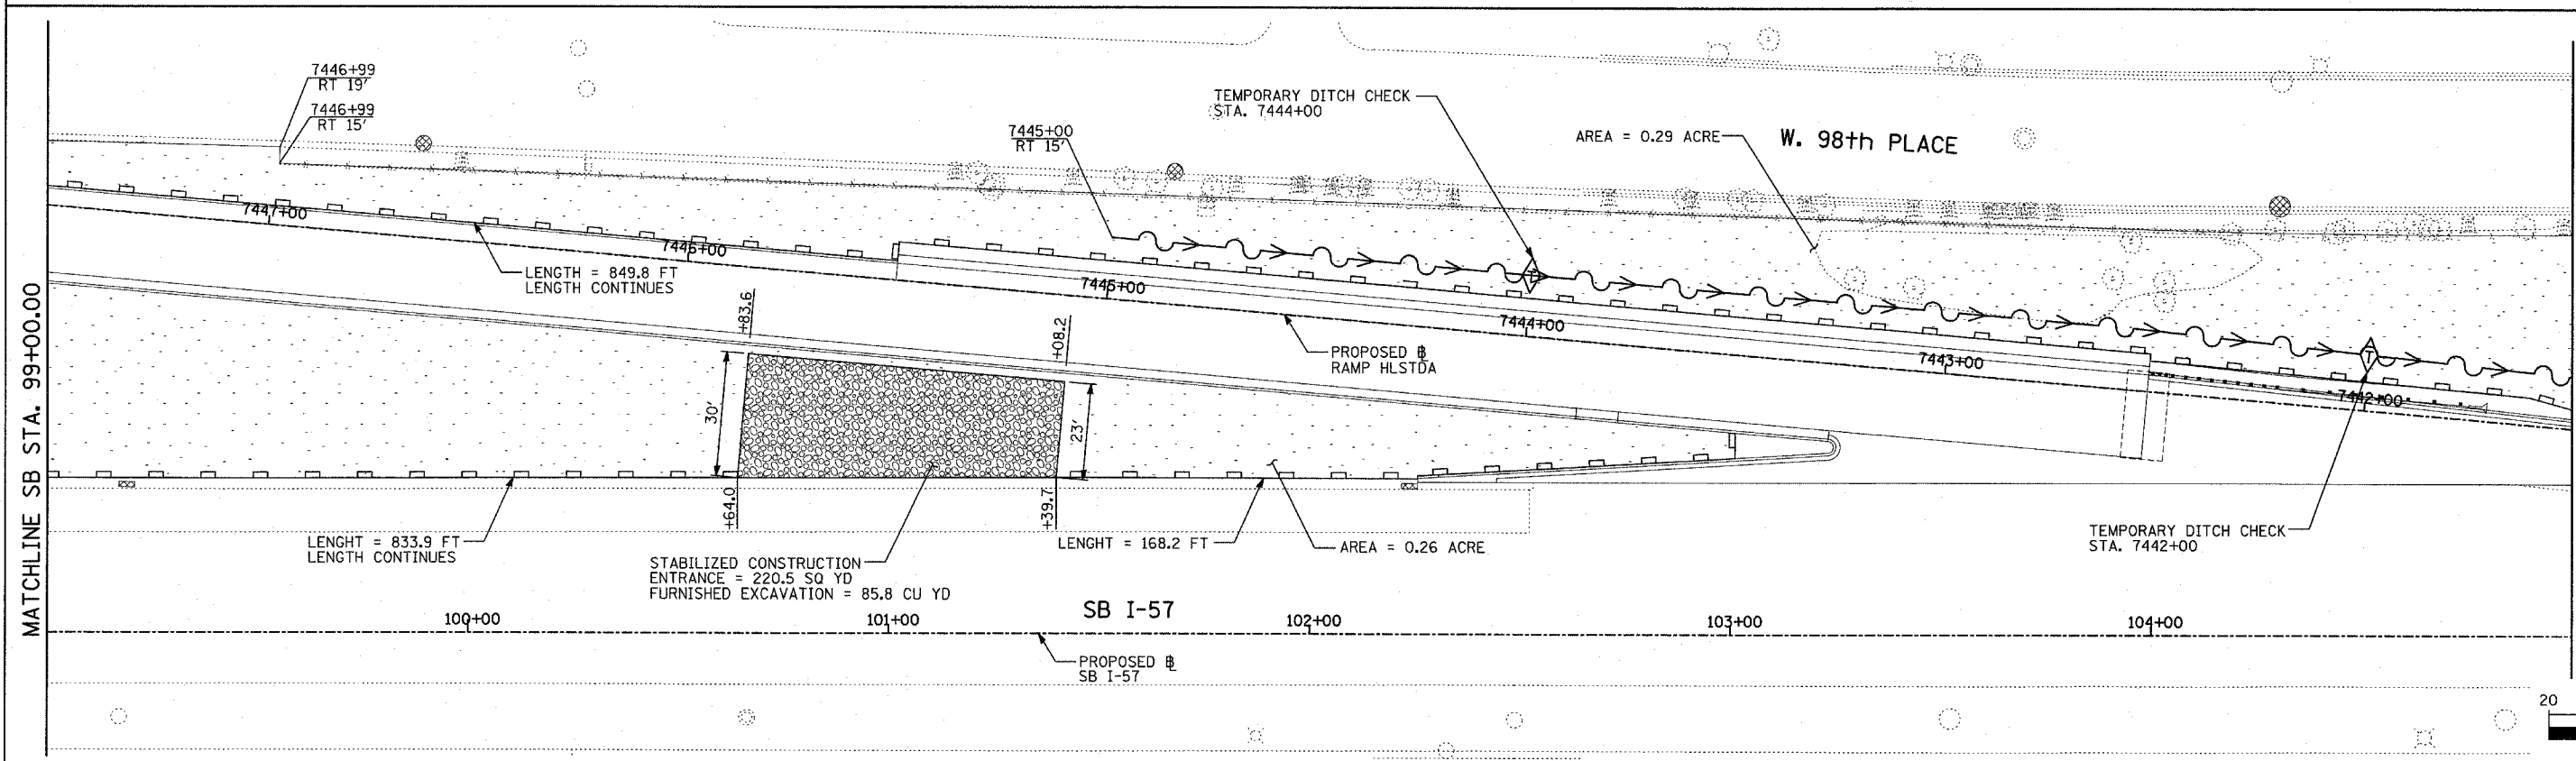 7446+99
RT 19'
7446+99
RT 15'
7445+00
RT 15'
TEMPORARY DITCH CHECK
STA. 7444+00
AREA = 0.29 ACRE
W. 98th PLACE
7447+00
7446+00
7445+00
7444+00
7443+00
7442+00
LENGTH = 849.8 FT
LENGTH CONTINUES
+83.6
+08.2
PROPOSED B
RAMP HLSTDA
T
T
30'
23'
+64.0
+39.7
MATCHLINE SB STA. 99+00.00
LENGHT = 833.9 FT
LENGTH CONTINUES
STABILIZED CONSTRUCTION
ENTRANCE = 220.5 SQ YD
FURNISHED EXCAVATION = 85.8 CU YD
LENGHT = 168.2 FT
AREA = 0.26 ACRE
TEMPORARY DITCH CHECK
STA. 7442+00
SB I-57
100+00
101+00
102+00
103+00
104+00
PROPOSED B
SB I-57
20